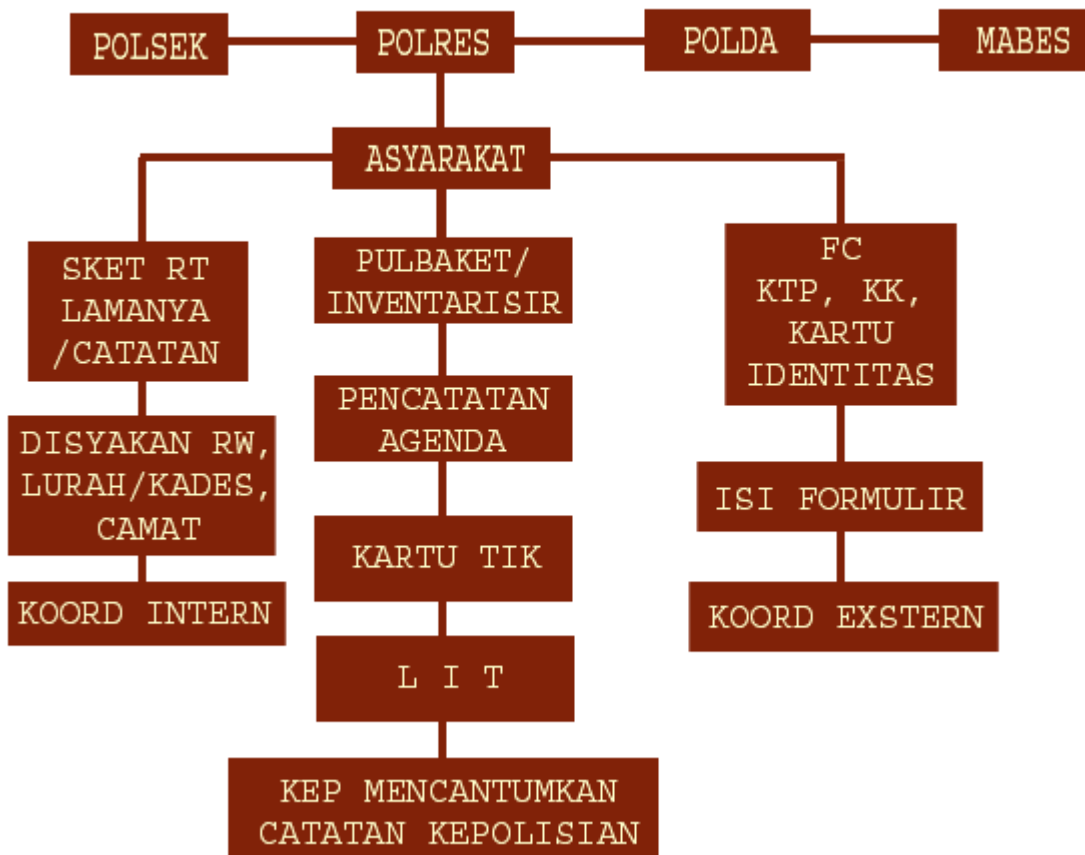 POLSEK
POLRES
POLDA
MABES
ASYARAKAT
SKET RT
LAMANYA
/CATATAN
DISYAKAN RW,
LURAH/KADES,
CAMAT
KOORD INTERN
PULBAKET/
INVENTARISIR
PENCATATAN
AGENDA
KARTU TIK
L I T
KEP MENCANTUMKAN
CATATAN KEPOLISIAN
FC
KTP, KK,
KARTU
IDENTITAS
ISI FORMULIR
KOORD EXSTERN